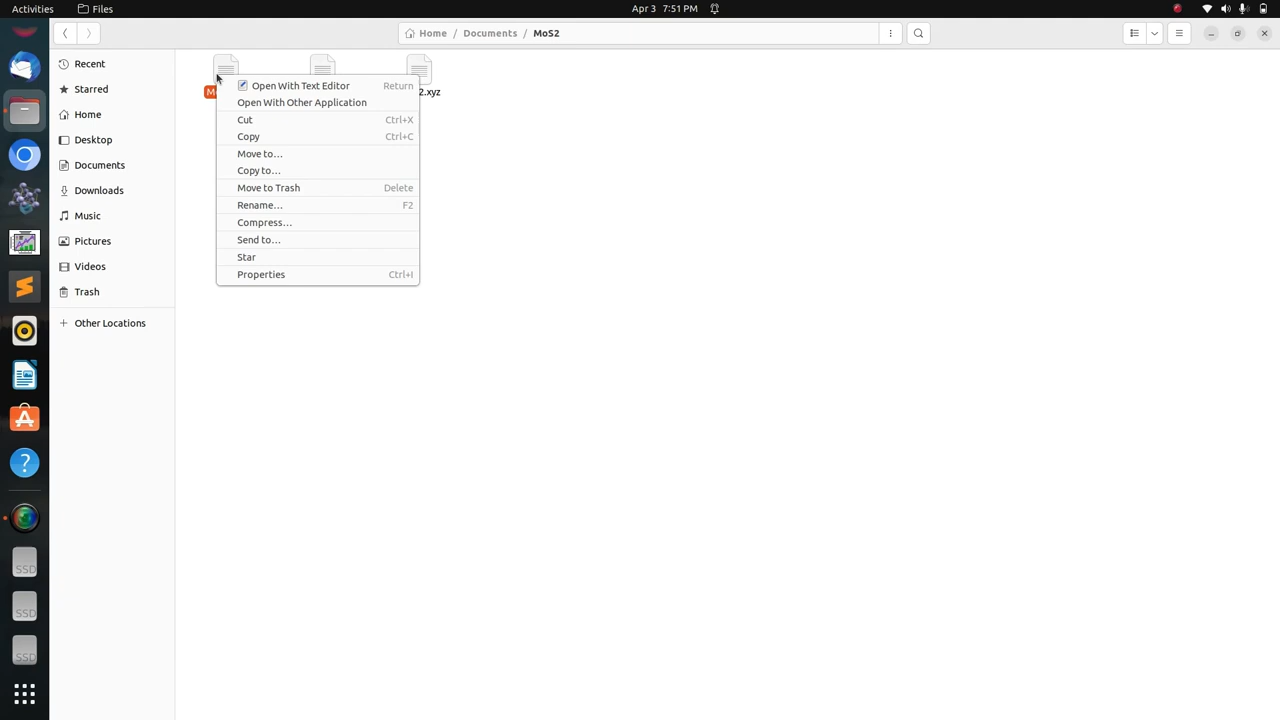 Activities Files Apr 3 7:51 PM
Home / Documents / MoS2
Recent
Starred
Home
Desktop
Documents
Downloads
Music
Pictures
Videos
Trash
Other Locations
2.xyz
Open With Text Editor Return
Open With Other Application
Cut Ctrl+X
Copy Ctrl+C
Move to…
Copy to…
Move to Trash Delete
Rename… F2
Compress…
Send to…
Star
Properties Ctrl+I
SSD
SSD
SSD